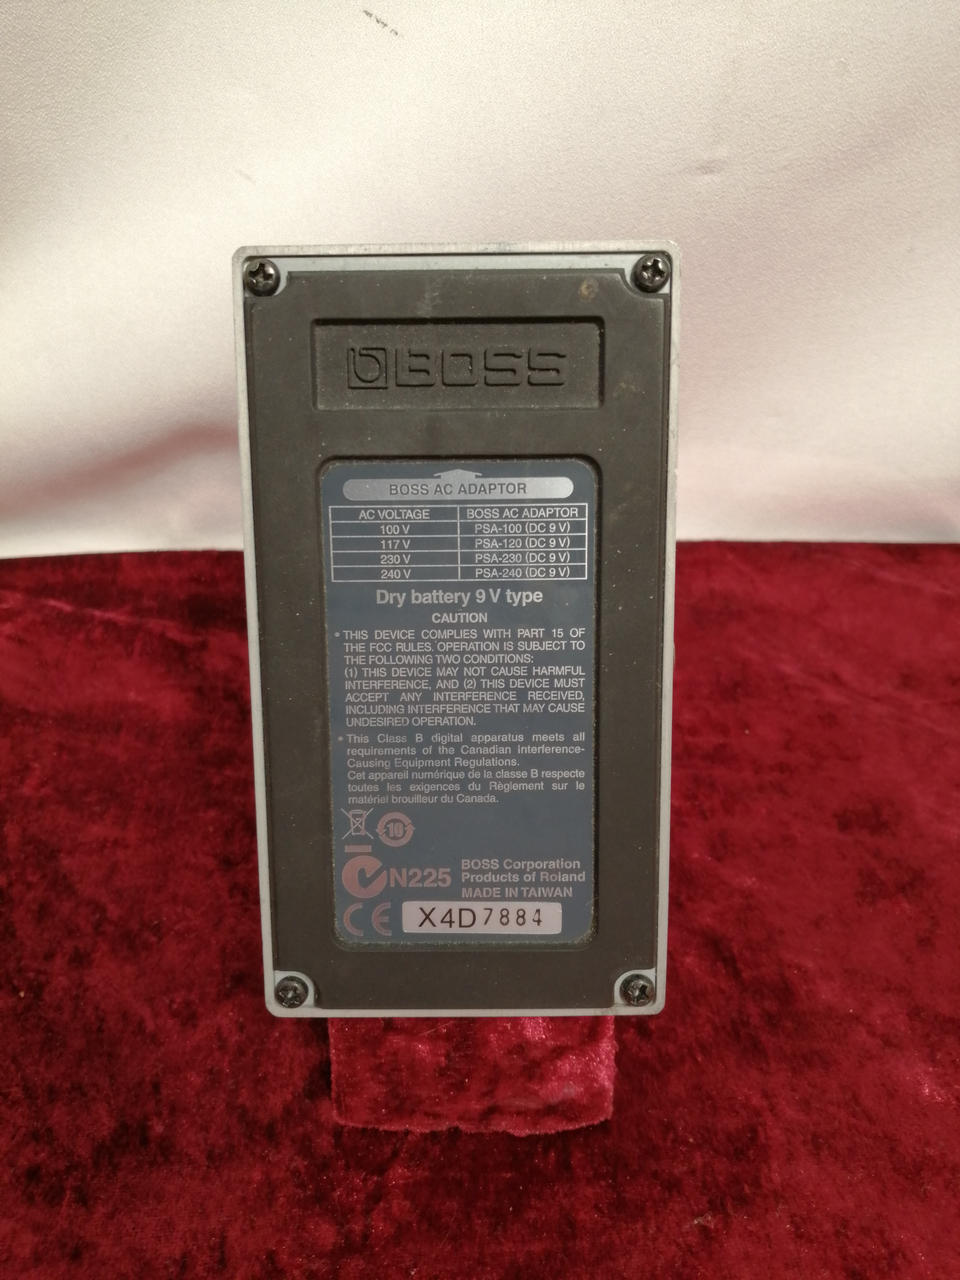 BOSS
BOSS AC ADAPTOR
AC VOLTAGE BOSS AC ADAPTOR
100 V PSA-100 (DC 9 V)
117 V PSA-120 (DC 9 V)
230 V PSA-230 (DC 9 V)
240 V PSA-240 (DC 9 V)
Dry battery 9 V type
CAUTION
• THIS DEVICE COMPLIES WITH PART 15 OF
THE FCC RULES. OPERATION IS SUBJECT TO
THE FOLLOWING TWO CONDITIONS:
(1) THIS DEVICE MAY NOT CAUSE HARMFUL
INTERFERENCE, AND (2) THIS DEVICE MUST
ACCEPT ANY INTERFERENCE RECEIVED,
INCLUDING INTERFERENCE THAT MAY CAUSE
UNDESIRED OPERATION.
• This Class B digital apparatus meets all
requirements of the Canadian Interference-
Causing Equipment Regulations.
Cet appareil numérique de la classe B respecte
toutes les exigences du Règlement sur le
matériel brouilleur du Canada.
10
N225
BOSS Corporation
Products of Roland
MADE IN TAIWAN
CE
X4D7884